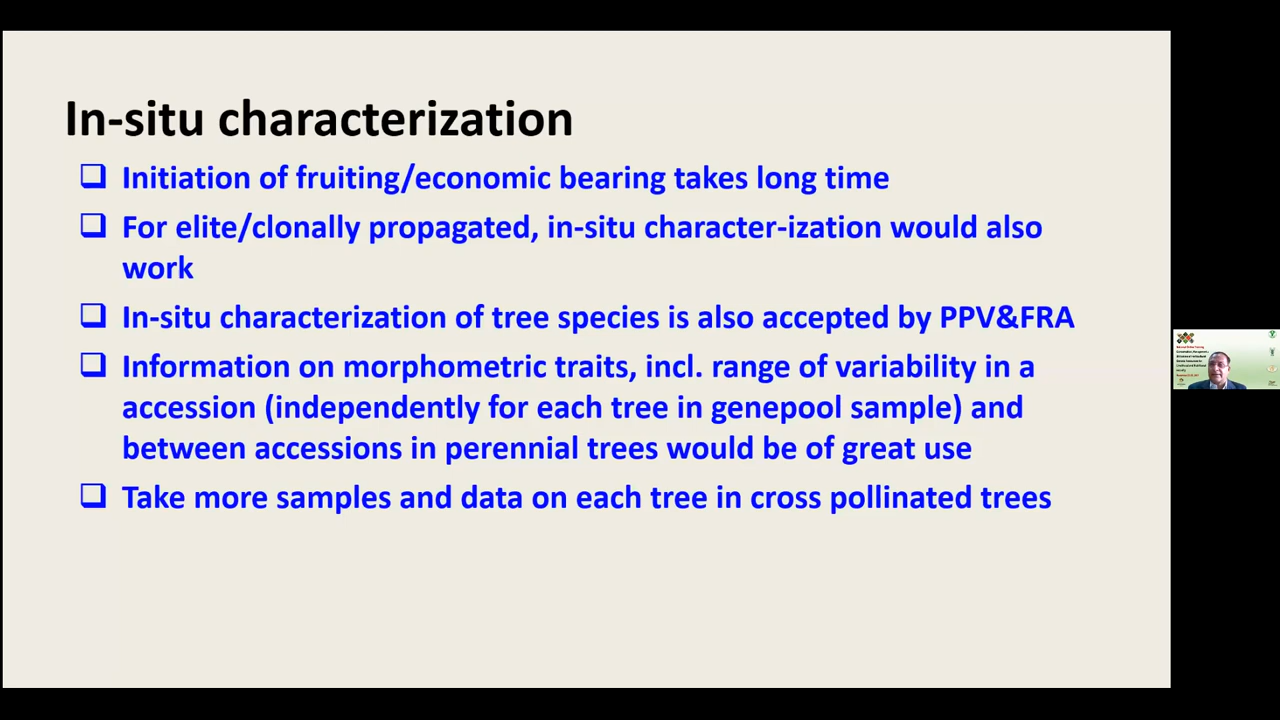 In-situ characterization
Initiation of fruiting/economic bearing takes long time
For elite/clonally propagated, in-situ character-ization would also
work
In-situ characterization of tree species is also accepted by PPV&FRA
Information on morphometric traits, incl. range of variability in a
accession (independently for each tree in genepool sample) and
between accessions in perennial trees would be of great use
Take more samples and data on each tree in cross pollinated trees